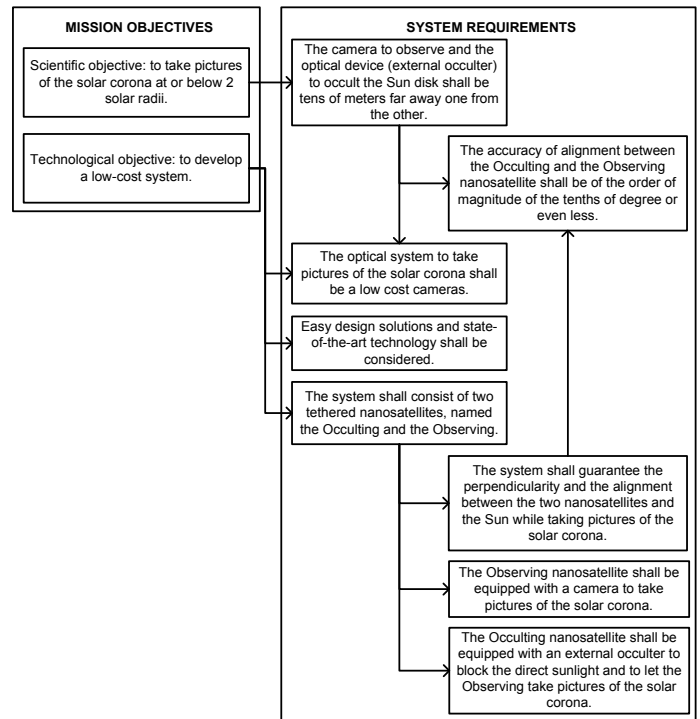 MISSION OBJECTIVES
Scientific objective: to take pictures
of the solar corona at or below 2
solar radii.
Technological objective: to develop
a low-cost system.
SYSTEM REQUIREMENTS
The camera to observe and the
optical device (external occulter)
to occult the Sun disk shall be
tens of meters far away one from
the other.
The accuracy of alignment between
the Occulting and the Observing
nanosatellite shall be of the order of
magnitude of the tenths of degree or
even less.
The optical system to take
pictures of the solar corona shall
be a low cost cameras.
Easy design solutions and state-
of-the-art technology shall be
considered.
The system shall consist of two
tethered nanosatellites, named
the Occulting and the Observing.
The system shall guarantee the
perpendicularity and the alignment
between the two nanosatellites and
the Sun while taking pictures of the
solar corona.
The Observing nanosatellite shall be
equipped with a camera to take
pictures of the solar corona.
The Occulting nanosatellite shall be
equipped with an external occulter to
block the direct sunlight and to let the
Observing take pictures of the solar
corona.